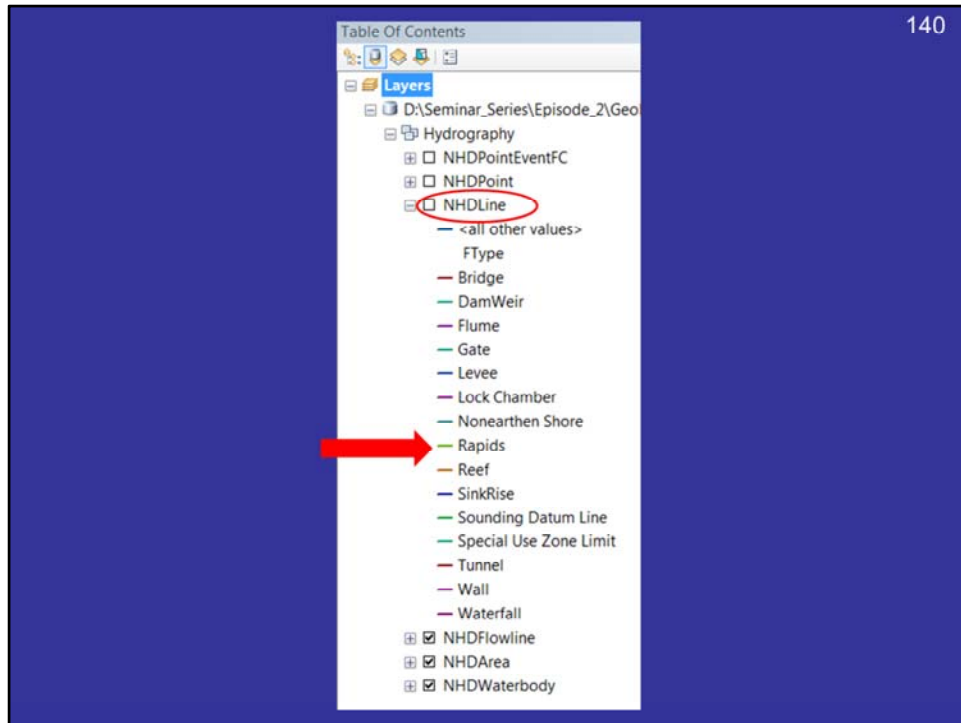 140
Table Of Contents
Layers
D:\Seminar_Series\Episode_2\Geol
Hydrography
NHDPointEventFC
NHDPoint
NHDLine
<all other values>
FType
Bridge
DamWeir
Flume
Gate
Levee
Lock Chamber
Nonearthen Shore
Rapids
Reef
SinkRise
Sounding Datum Line
Special Use Zone Limit
Tunnel
Wall
Waterfall
NHDFlowline
NHDArea
NHDWaterbody